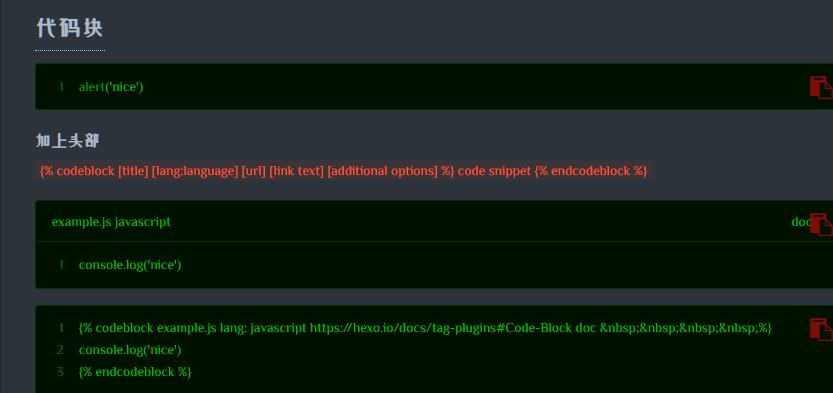 代码块
1 alert('nice')
加上头部
{% codeblock [title] [lang:language] [url] [link text] [additional options] %} code snippet {% endcodeblock %}
example.js javascript doc
1 console.log('nice')
1 {% codeblock example.js lang: javascript https://hexo.io/docs/tag-plugins#Code-Block doc &nbsp;&nbsp;&nbsp;&nbsp;%}
2 console.log('nice')
3 {% endcodeblock %}